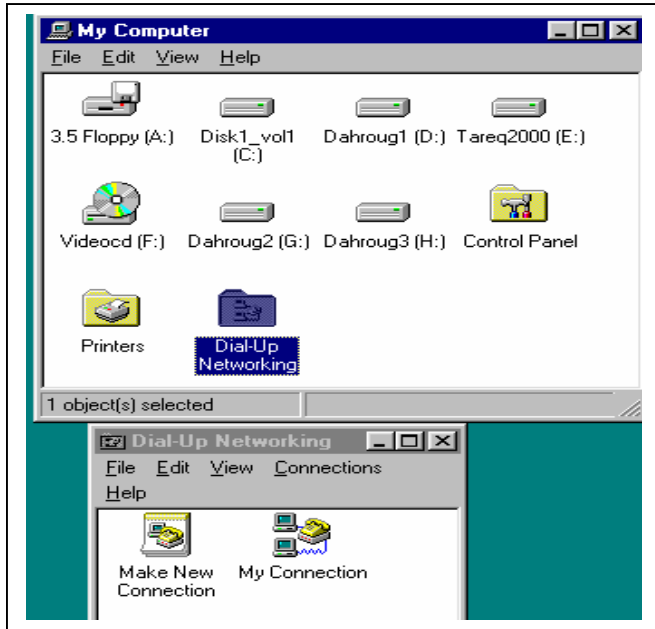 My Computer
File Edit View Help
3.5 Floppy (A:) Disk1_vol1 (C:) Dahroug1 (D:) Tareq2000 (E:)
Videocd (F:) Dahroug2 (G:) Dahroug3 (H:) Control Panel
Printers Dial-Up Networking
1 object(s) selected
Dial-Up Networking
File Edit View Connections
Help
Make New Connection My Connection